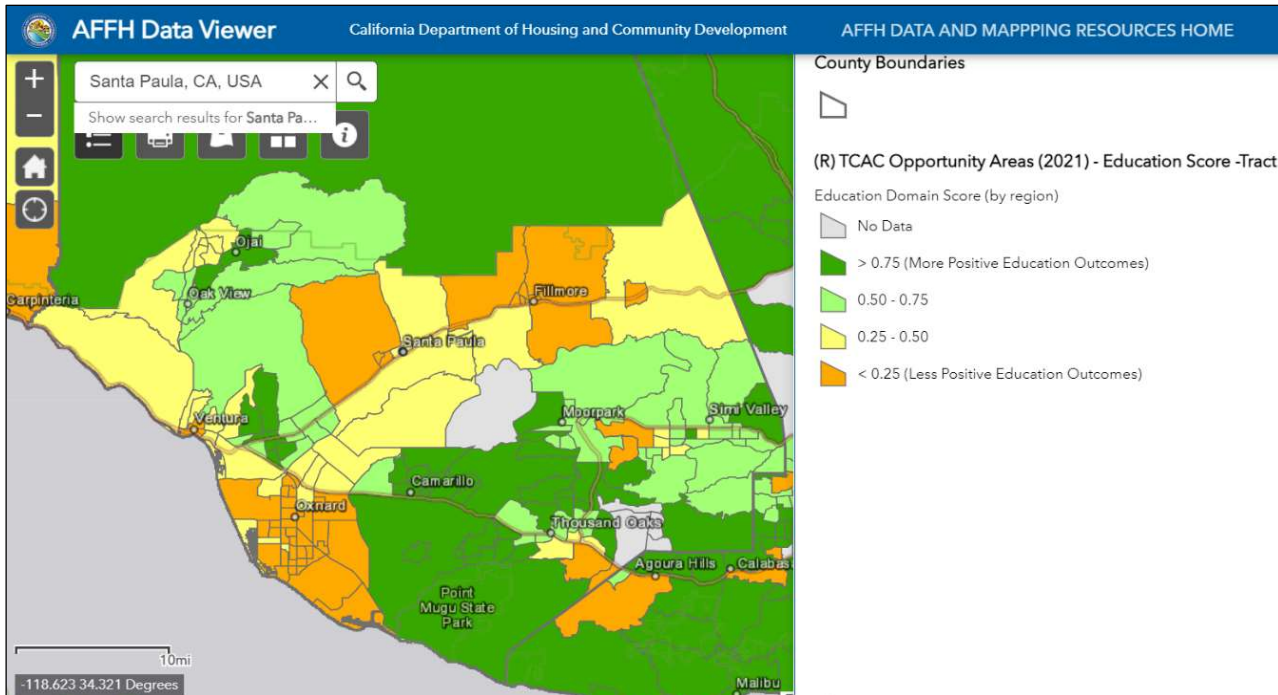 AFFH Data Viewer
California Department of Housing and Community Development
AFFH DATA AND MAPPPING RESOURCES HOME
+
Santa Paula, CA, USA
−
Show search results for Santa Pa...
County Boundaries
(R) TCAC Opportunity Areas (2021) - Education Score -Tract
Education Domain Score (by region)
No Data
> 0.75 (More Positive Education Outcomes)
0.50 - 0.75
0.25 - 0.50
< 0.25 (Less Positive Education Outcomes)
Ojai
Oak View
Carpinteria
Fillmore
Santa Paula
Ventura
Moorpark
Simi Valley
Camarillo
Oxnard
Thousand Oaks
Agoura Hills
Calabas
Point
Mugu State
Park
Malibu
10mi
-118.623 34.321 Degrees